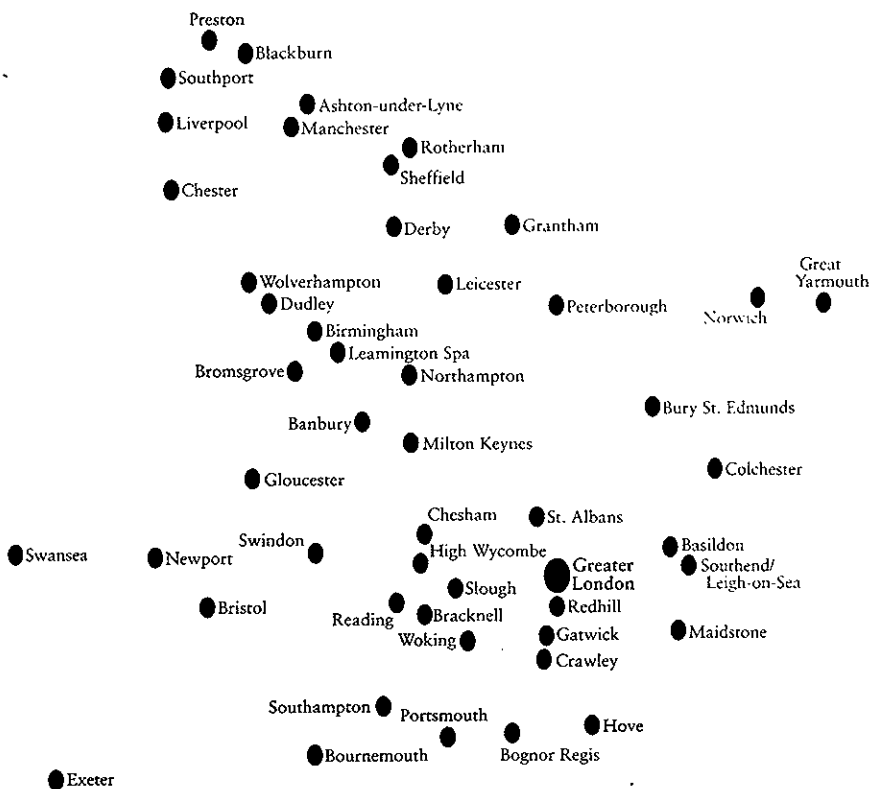 Preston
Blackburn
Southport
Ashton-under-Lyne
Liverpool
Manchester
Rotherham
Sheffield
Chester
Derby
Grantham
Great
Yarmouth
Wolverhampton
Leicester
Dudley
Peterborough
Norwich
Birmingham
Leamington Spa
Bromsgrove
Northampton
Bury St. Edmunds
Banbury
Milton Keynes
Colchester
Gloucester
Chesham
St. Albans
Swindon
Basildon
High Wycombe
Swansea
Newport
Greater
London
Southend/
Leigh-on-Sea
Slough
Redhill
Bristol
Reading
Bracknell
Maidstone
Woking
Gatwick
Crawley
Southampton
Portsmouth
Hove
Bournemouth
Bognor Regis
Exeter